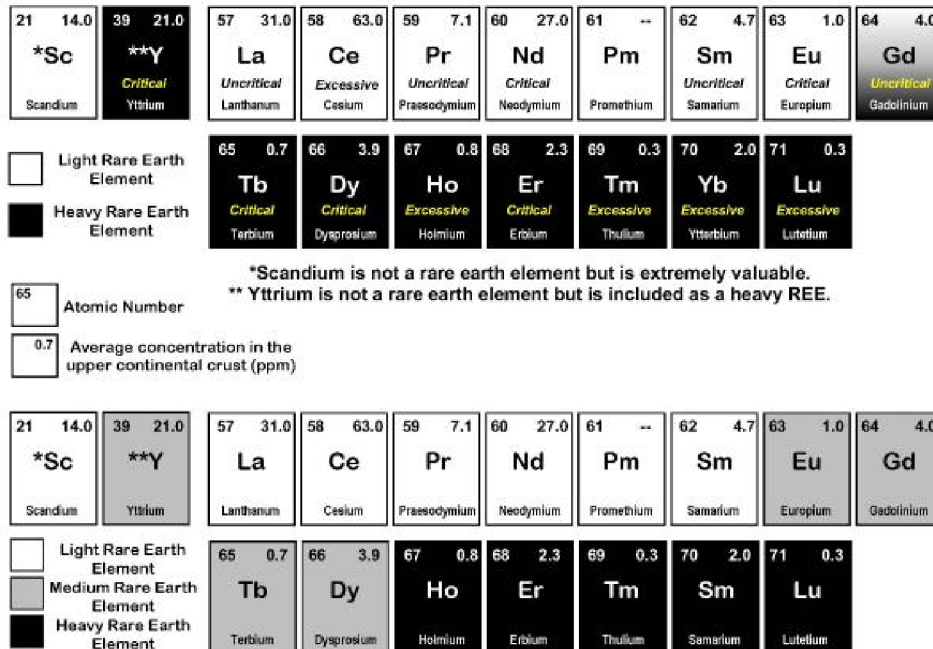 21 14.0 39 21.0 57 31.0 58 63.0 59 7.1 60 27.0 61 -- 62 4.7 63 1.0 64 4.0
*Sc **Y La Ce Pr Nd Pm Sm Eu Gd
Critical Uncritical Excessive Uncritical Critical Uncritical Critical Uncritical
Scandium Yttrium Lanthanum Cesium Praesodymium Neodymium Promethium Samarium Europium Gadolinium
65 0.7 66 3.9 67 0.8 68 2.3 69 0.3 70 2.0 71 0.3
Tb Dy Ho Er Tm Yb Lu
Critical Critical Excessive Critical Excessive Excessive Excessive
Terbium Dysprosium Holmium Erbium Thulium Ytterbium Lutetium
Light Rare Earth
Element
Heavy Rare Earth
Element
*Scandium is not a rare earth element but is extremely valuable.
** Yttrium is not a rare earth element but is included as a heavy REE.
65 Atomic Number
0.7 Average concentration in the
upper continental crust (ppm)
21 14.0 39 21.0 57 31.0 58 63.0 59 7.1 60 27.0 61 -- 62 4.7 63 1.0 64 4.0
*Sc **Y La Ce Pr Nd Pm Sm Eu Gd
Scandium Yttrium Lanthanum Cesium Praesodymium Neodymium Promethium Samarium Europium Gadolinium
65 0.7 66 3.9 67 0.8 68 2.3 69 0.3 70 2.0 71 0.3
Tb Dy Ho Er Tm Sm Lu
Terbium Dysprosium Holmium Erbium Thulium Samarium Lutetium
Light Rare Earth
Element
Medium Rare Earth
Element
Heavy Rare Earth
Element